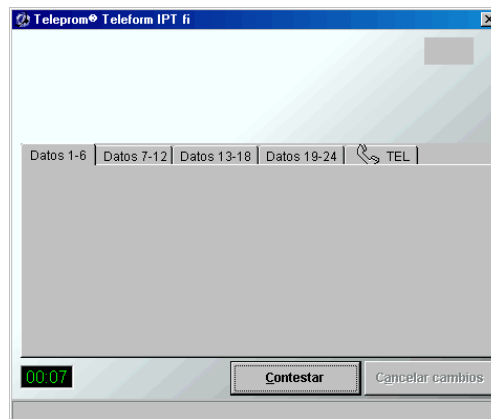 Teleprom® Teleform IPT fi
Datos 1-6 Datos 7-12 Datos 13-18 Datos 19-24 TEL
00:07 Contestar Cancelar cambios